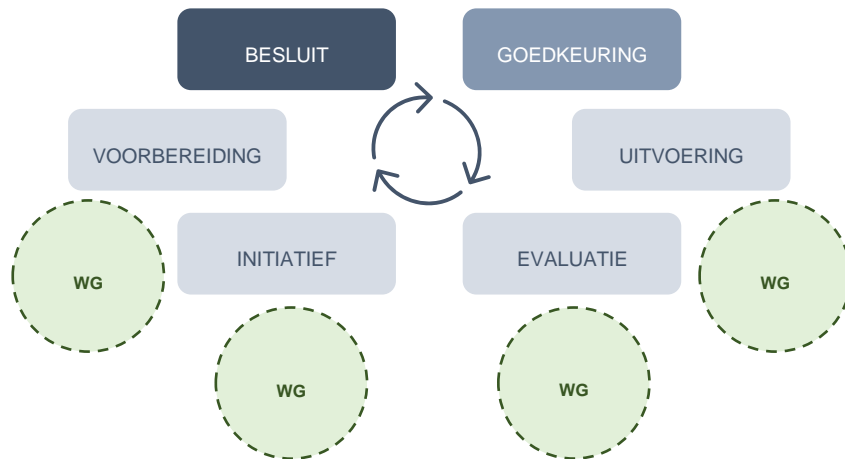 BESLUIT
GOEDKEURING
VOORBEREIDING
UITVOERING
INITIATIEF
EVALUATIE
WG
WG
WG
WG